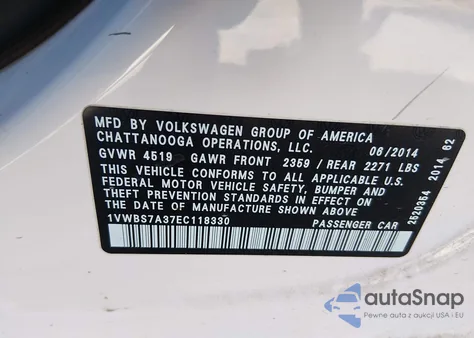 MFD BY VOLKSWAGEN GROUP OF AMERICA
CHATTANOOGA OPERATIONS, LLC. 06/2014
GVWR 4519 GAWR FRONT 2359 / REAR 2271 LBS
THIS VEHICLE CONFORMS TO ALL APPLICABLE
FEDERAL MOTOR VEHICLE SAFETY, BUMPER AND
THEFT PREVENTION STANDARDS IN EFFECT ON
THE DATE OF MANUFACTURE SHOWN ABOVE.
1VWBS7A37EC118330 PASSENGER CAR
2520354 2014 62
autoSnap
Pewne auta z aukcji USA i EU